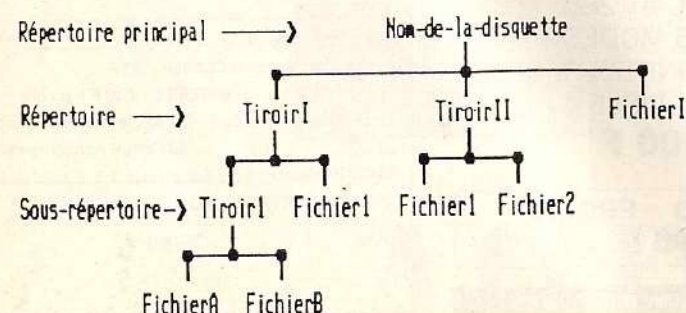 Répertoire principal ———⟩ Nom-de-la-disquette
Répertoire ——⟩ TiroirI TiroirII FichierI
Sous-répertoire-⟩ Tiroir1 Fichier1 Fichier1 Fichier2
FichierA FichierB